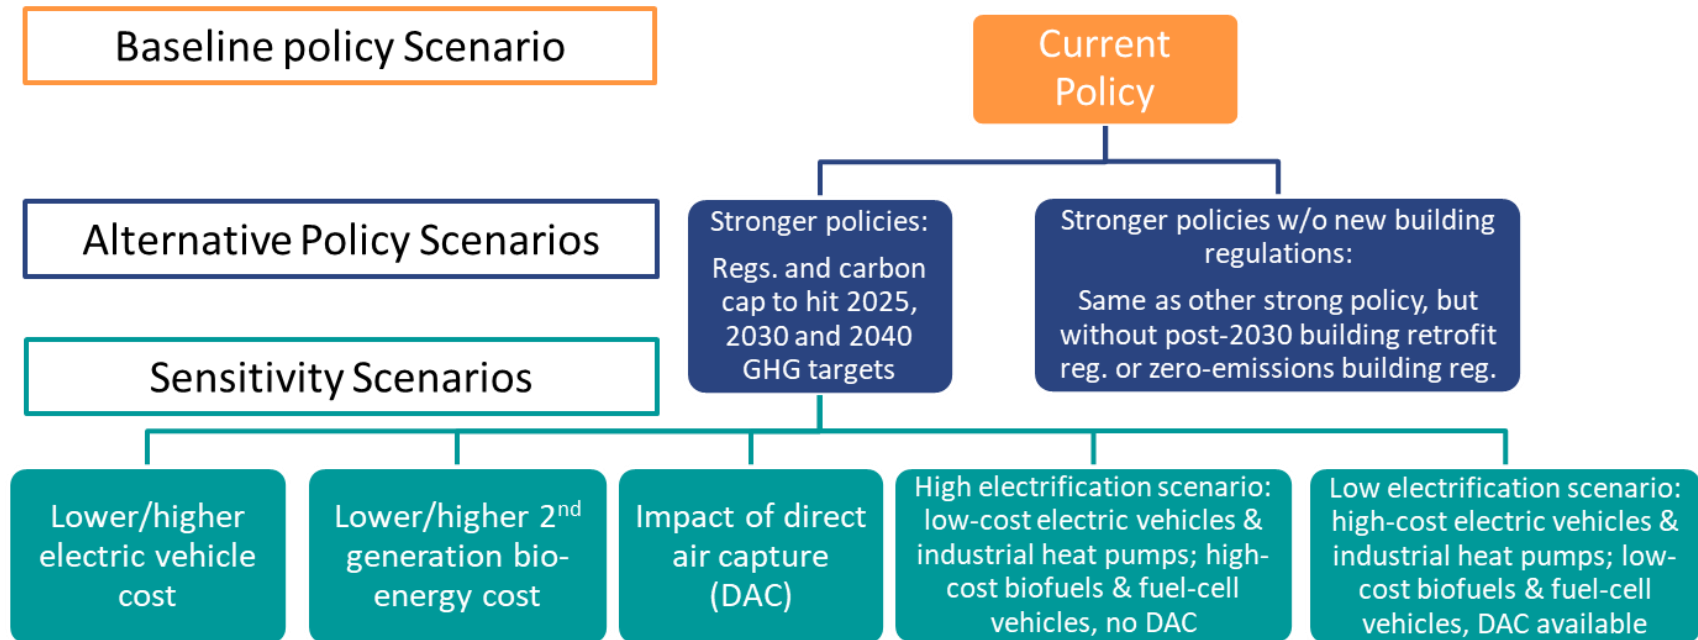 Baseline policy Scenario
Current
Policy
Alternative Policy Scenarios
Stronger policies:
Regs. and carbon
cap to hit 2025,
2030 and 2040
GHG targets
Stronger policies w/o new building
regulations:
Same as other strong policy, but
without post-2030 building retrofit
reg. or zero-emissions building reg.
Sensitivity Scenarios
Lower/higher
electric vehicle
cost
Lower/higher 2nd
generation bio-
energy cost
Impact of direct
air capture
(DAC)
High electrification scenario:
low-cost electric vehicles &
industrial heat pumps; high-
cost biofuels & fuel-cell
vehicles, no DAC
Low electrification scenario:
high-cost electric vehicles &
industrial heat pumps; low-
cost biofuels & fuel-cell
vehicles, DAC available